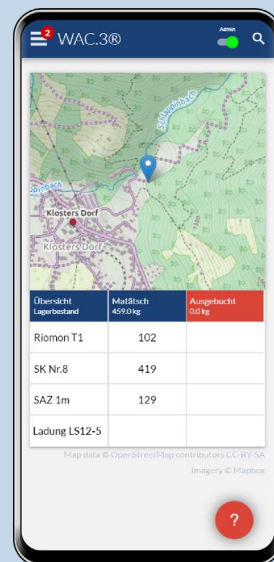 2
WAC.3®
Admin
Schlappinbach
Klosters Dorf
Klosters Dorf
Übersicht Matätsch Ausgebucht
Lagerbestand 459.0 kg 0.0 kg
Riomon T1 102
SK Nr.8 419
SAZ 1m 129
Ladung LS12-5
Map data © OpenStreetMap contributors CC-BY-SA
Imagery © Mapbox
?